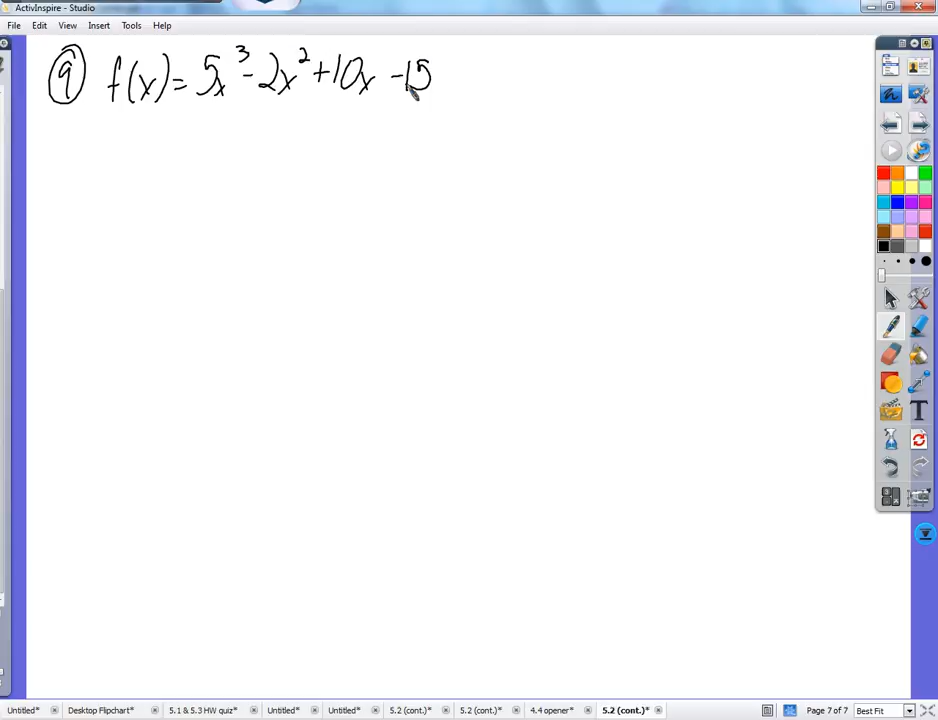 ActivInspire - Studio
File Edit View Insert Tools Help
9 f(x)= 5x³ -2x² +10x -15
Untitled* Desktop Flipchart* 5.1 & 5.3 HW quiz* Untitled* Untitled* 5.2 (cont.)* 5.2 (cont.)* 4.4 opener* 5.2 (cont.)* Page 7 of 7 Best Fit